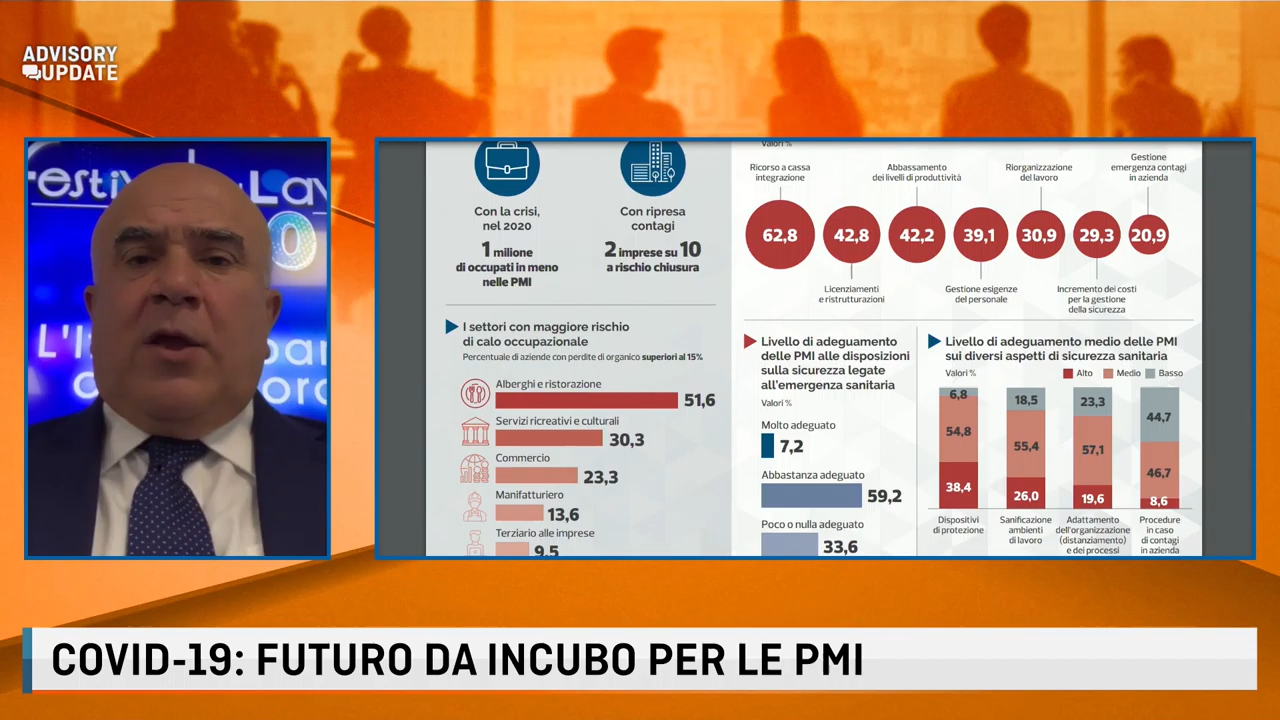 ADVISORY
UPDATE
Festiv
Lav
0
L'I
par
oro
Con la crisi,
nel 2020
1 milione
di occupati in meno
nelle PMI
Con ripresa
contagi
2 imprese su 10
a rischio chiusura
I settori con maggiore rischio
di calo occupazionale
Percentuale di aziende con perdite di organico superiori al 15%
Alberghi e ristorazione
51,6
Servizi ricreativi e culturali
30,3
Commercio
23,3
Manifatturiero
13,6
Terziario alle imprese
9,5
Valori %
Ricorso a cassa
integrazione
Abbassamento
dei livelli di produttività
Riorganizzazione
del lavoro
Gestione
emergenza contagi
in azienda
62,8
42,8
42,2
39,1
30,9
29,3
20,9
Licenziamenti
e ristrutturazioni
Gestione esigenze
del personale
Incremento dei costi
per la gestione
della sicurezza
Livello di adeguamento
delle PMI alle disposizioni
sulla sicurezza legate
all'emergenza sanitaria
Valori %
Molto adeguato
7,2
Abbastanza adeguato
59,2
Poco o nulla adeguato
33,6
Livello di adeguamento medio delle PMI
sui diversi aspetti di sicurezza sanitaria
Valori %
Alto Medio Basso
6,8 18,5 23,3 44,7
54,8 55,4 57,1 46,7
38,4 26,0 19,6 8,6
Dispositivi
di protezione
Sanificazione
ambienti
di lavoro
Adattamento
dell'organizzazione
(distanziamento)
e dei processi
Procedure
in caso
di contagi
in azienda
COVID-19: FUTURO DA INCUBO PER LE PMI